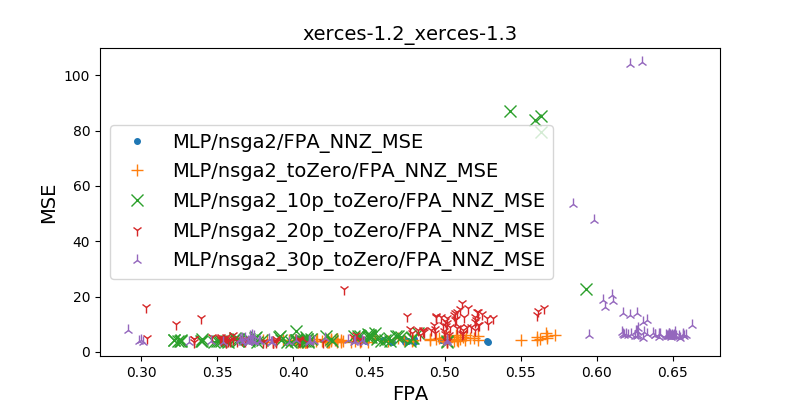 xerces-1.2_xerces-1.3
100
80
60
40
20
0
MSE
MLP/nsga2/FPA_NNZ_MSE
MLP/nsga2_toZero/FPA_NNZ_MSE
MLP/nsga2_10p_toZero/FPA_NNZ_MSE
MLP/nsga2_20p_toZero/FPA_NNZ_MSE
MLP/nsga2_30p_toZero/FPA_NNZ_MSE
0.30 0.35 0.40 0.45 0.50 0.55 0.60 0.65
FPA